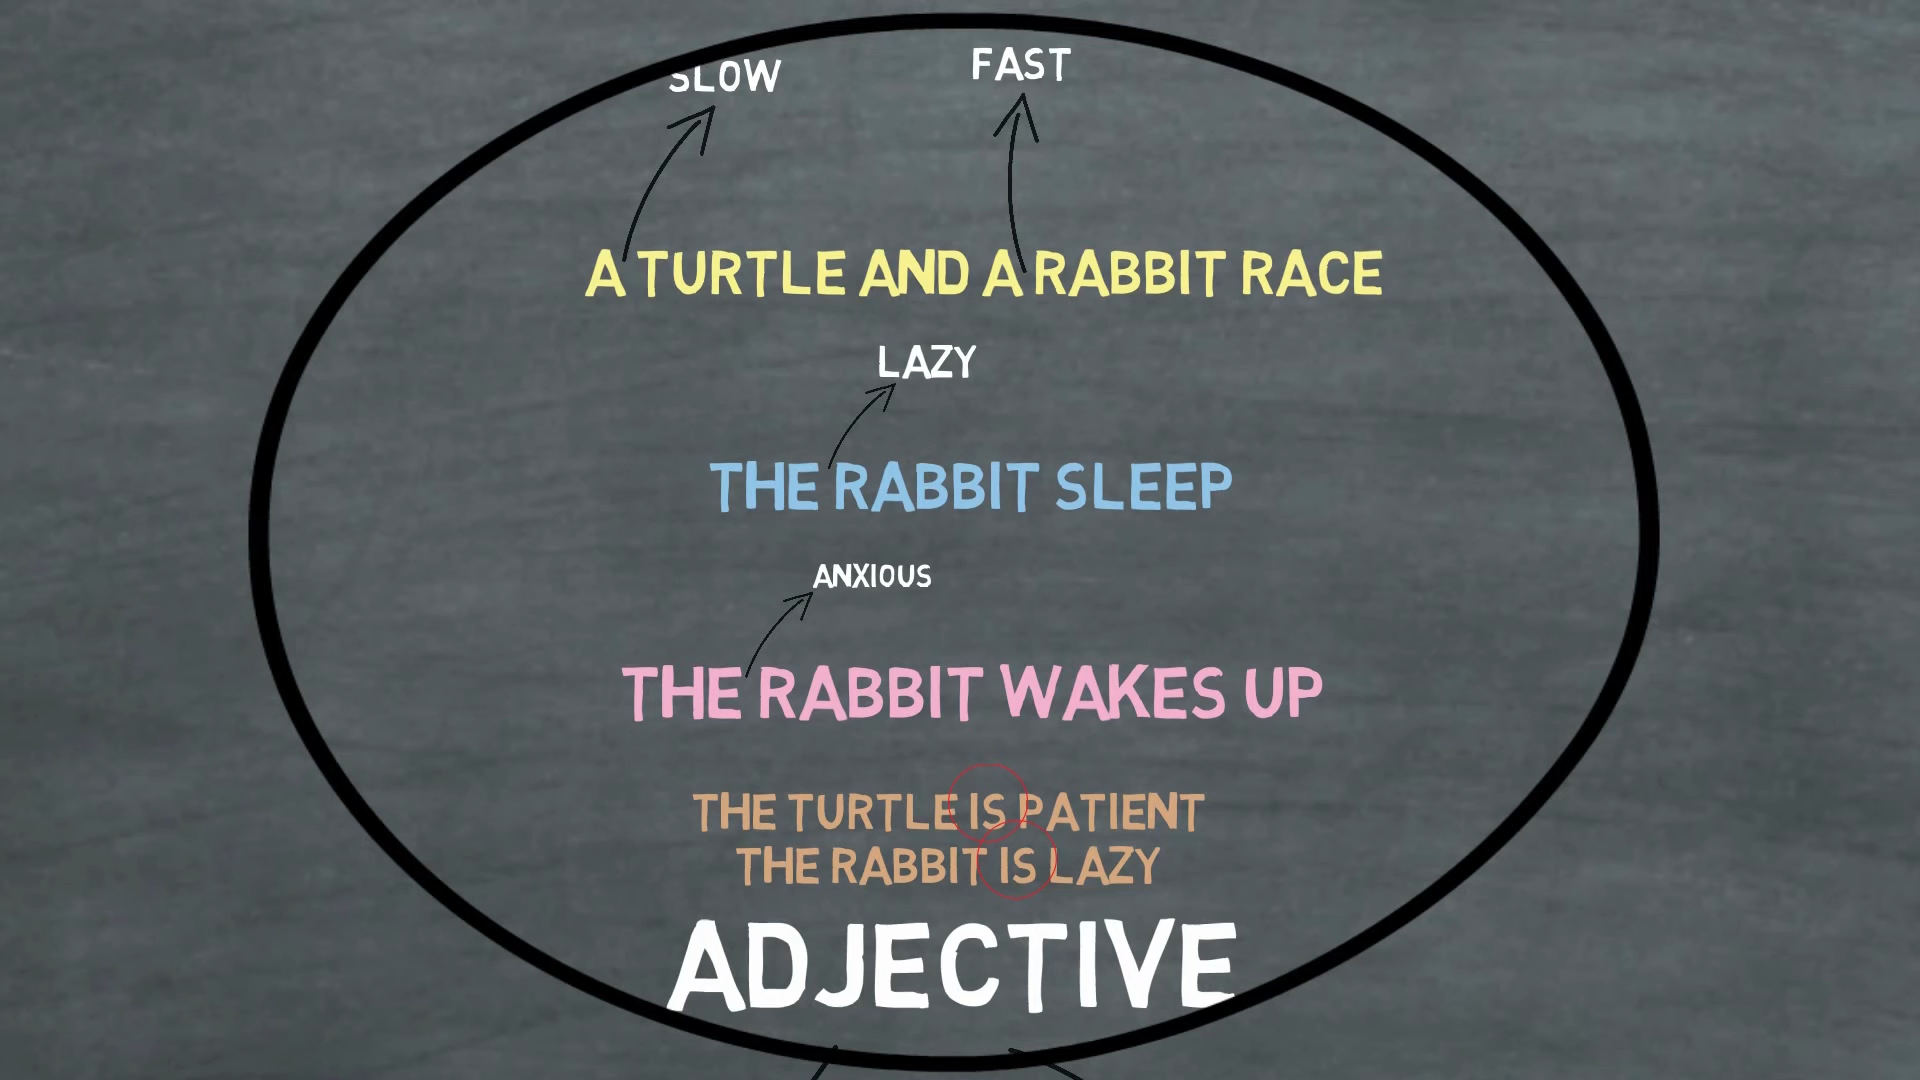 SLOW
FAST
A TURTLE AND A RABBIT RACE
LAZY
THE RABBIT SLEEP
ANXIOUS
THE RABBIT WAKES UP
THE TURTLE IS PATIENT
THE RABBIT IS LAZY
ADJECTIVE